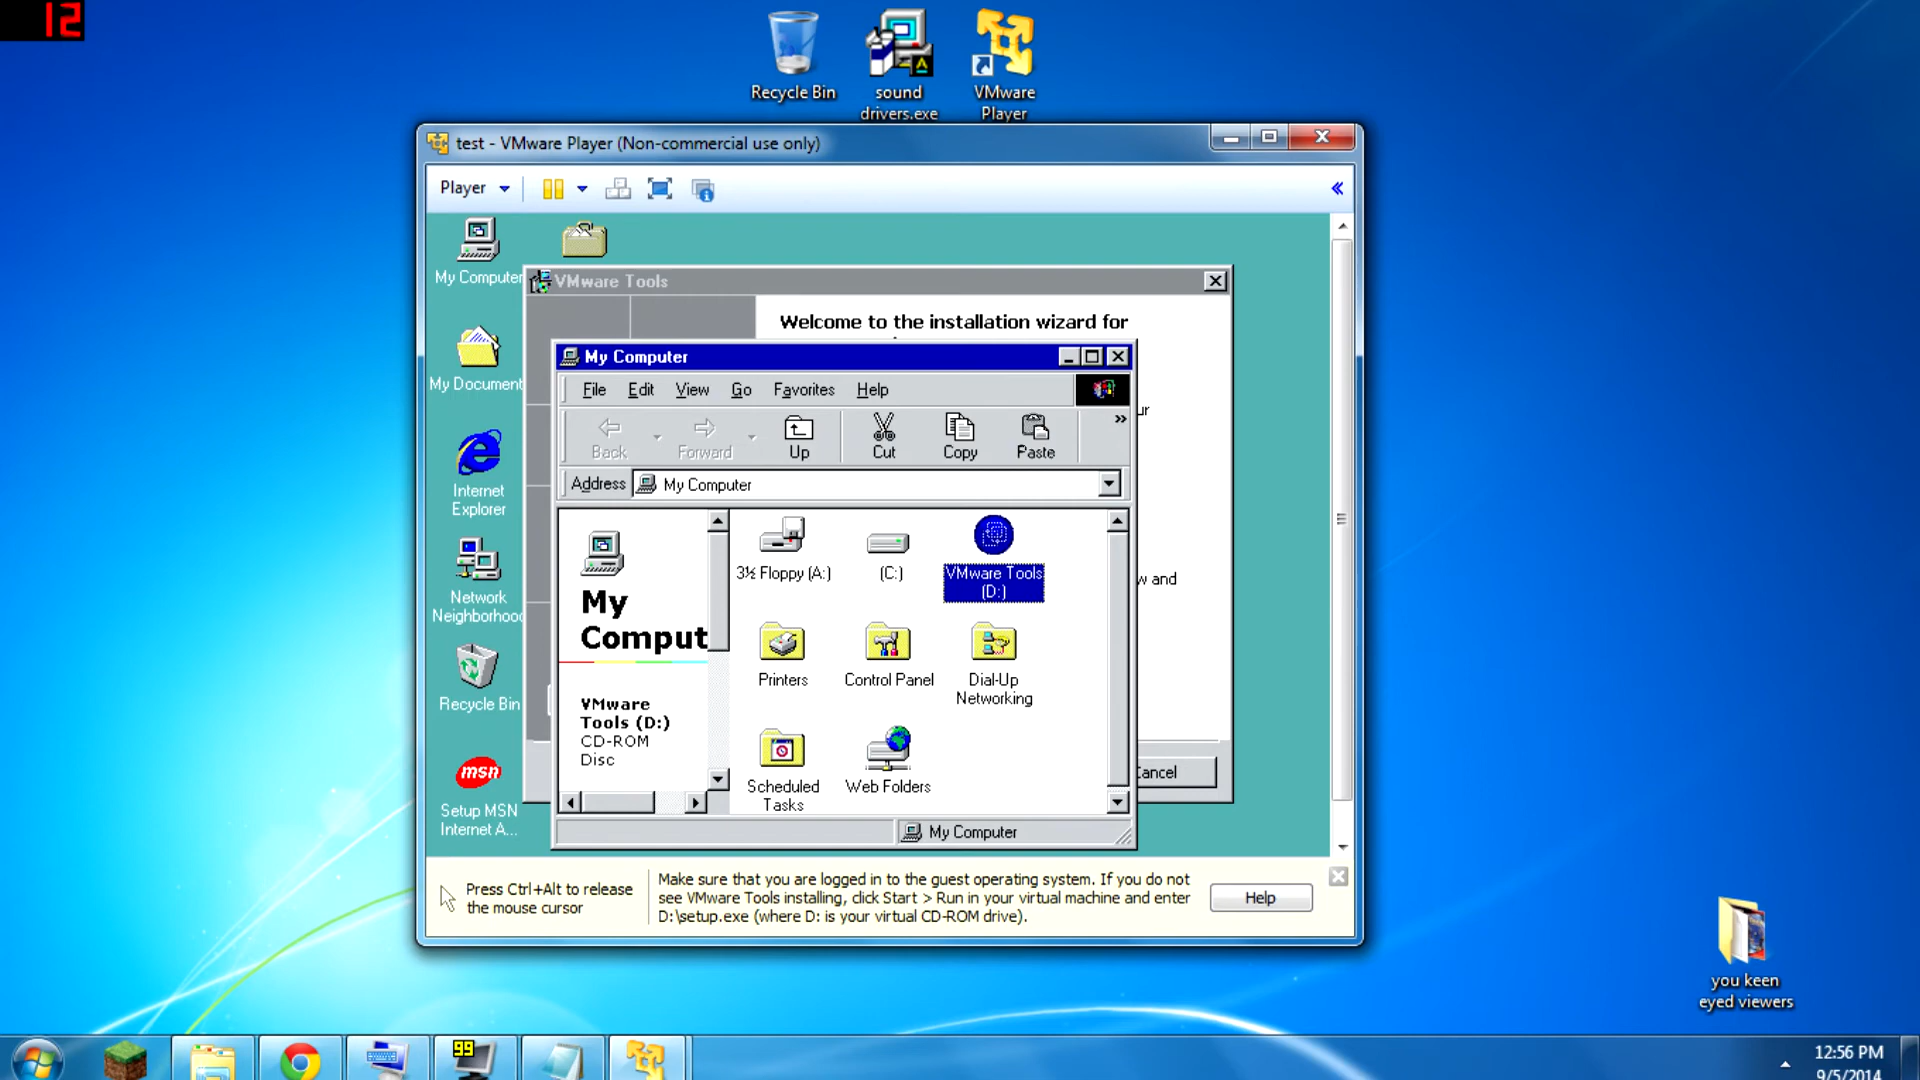 12
Recycle Bin
sound
drivers.exe
VMware
Player
test - VMware Player (Non-commercial use only)
Player
My Computer
VMware Tools
Welcome to the installation wizard for
My Computer
File Edit View Go Favorites Help
Back
Forward
Up
Cut
Copy
Paste
Address
My Computer
My Document
Internet
Explorer
Network
Neighborhood
Recycle Bin
msn
Setup MSN
Internet A...
My
Comput
VMware
Tools (D:)
CD-ROM
Disc
3½ Floppy (A:)
(C:)
VMware Tools
(D:)
Printers
Control Panel
Dial-Up
Networking
Scheduled
Tasks
Web Folders
My Computer
ur
w and
Cancel
Press Ctrl+Alt to release
the mouse cursor
Make sure that you are logged in to the guest operating system. If you do not
see VMware Tools installing, click Start > Run in your virtual machine and enter
D:\setup.exe (where D: is your virtual CD-ROM drive).
Help
you keen
eyed viewers
99
12:56 PM
9/5/2014